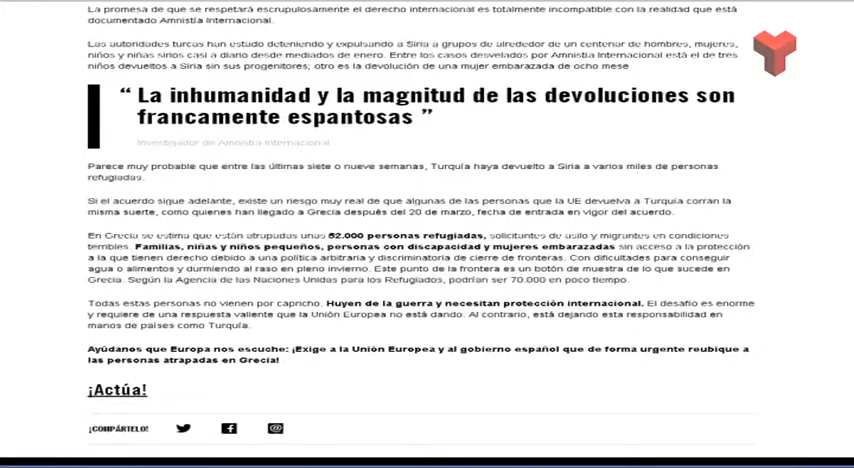 La promesa de que se respetará escrupulosamente el derecho internacional es totalmente incompatible con la realidad que está
documentado Amnistía Internacional.
Las autoridades turcas han estado deteniendo y expulsando a Siria a grupos de alrededor de un centenar de hombres, mujeres,
niños y niñas sirios casi a diario desde mediados de enero. Entre los casos desvelados por Amnistía Internacional está el de tres
niños devueltos a Siria sin sus progenitores; otro es la devolución de una mujer embarazada de ocho mese
“ La inhumanidad y la magnitud de las devoluciones son
francamente espantosas ”
Investigador de Amnistía Internacional
Parece muy probable que entre las últimas siete o nueve semanas, Turquía haya devuelto a Siria a varios miles de personas
refugiadas.
Si el acuerdo sigue adelante, existe un riesgo muy real de que algunas de las personas que la UE devuelva a Turquía corran la
misma suerte, como quienes han llegado a Grecia después del 20 de marzo, fecha de entrada en vigor del acuerdo.
En Grecia se estima que están atrapadas unas 52.000 personas refugiadas, solicitantes de asilo y migrantes en condiciones
terribles. Familias, niñas y niños pequeños, personas con discapacidad y mujeres embarazadas sin acceso a la protección
a la que tienen derecho debido a una política arbitraria y discriminatoria de cierre de fronteras. Con dificultades para conseguir
agua o alimentos y durmiendo al raso en pleno invierno. Este punto de la frontera es un botón de muestra de lo que sucede en
Grecia. Según la Agencia de las Naciones Unidas para los Refugiados, podrían ser 70.000 en poco tiempo.
Todas estas personas no vienen por capricho. Huyen de la guerra y necesitan protección internacional. El desafío es enorme
y requiere de una respuesta valiente que la Unión Europea no está dando. Al contrario, está dejando esta responsabilidad en
manos de países como Turquía.
Ayúdanos que Europa nos escuche: ¡Exige a la Unión Europea y al gobierno español que de forma urgente reubique a
las personas atrapadas en Grecia!
¡Actúa!
¡COMPÁRTELO!